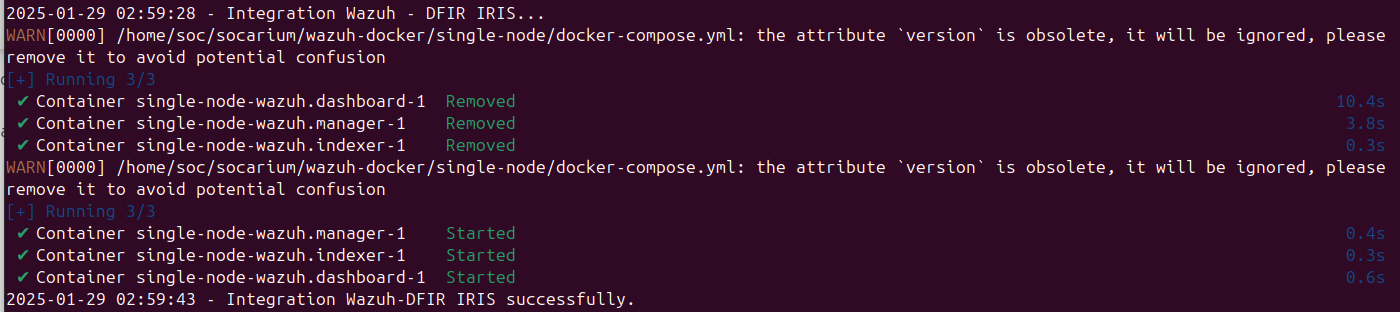 2025-01-29 02:59:28 - Integration Wazuh - DFIR IRIS...
WARN[0000] /home/soc/socarium/wazuh-docker/single-node/docker-compose.yml: the attribute `version` is obsolete, it will be ignored, please
remove it to avoid potential confusion
[+] Running 3/3
✔ Container single-node-wazuh.dashboard-1 Removed 10.4s
✔ Container single-node-wazuh.manager-1 Removed 3.8s
✔ Container single-node-wazuh.indexer-1 Removed 0.3s
WARN[0000] /home/soc/socarium/wazuh-docker/single-node/docker-compose.yml: the attribute `version` is obsolete, it will be ignored, please
remove it to avoid potential confusion
[+] Running 3/3
✔ Container single-node-wazuh.manager-1 Started 0.4s
✔ Container single-node-wazuh.indexer-1 Started 0.3s
✔ Container single-node-wazuh.dashboard-1 Started 0.6s
2025-01-29 02:59:43 - Integration Wazuh-DFIR IRIS successfully.